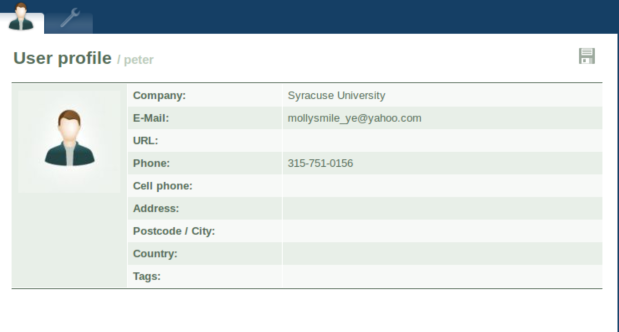 User profile / peter
Company: Syracuse University
E-Mail: mollysmile_ye@yahoo.com
URL:
Phone: 315-751-0156
Cell phone:
Address:
Postcode / City:
Country:
Tags: